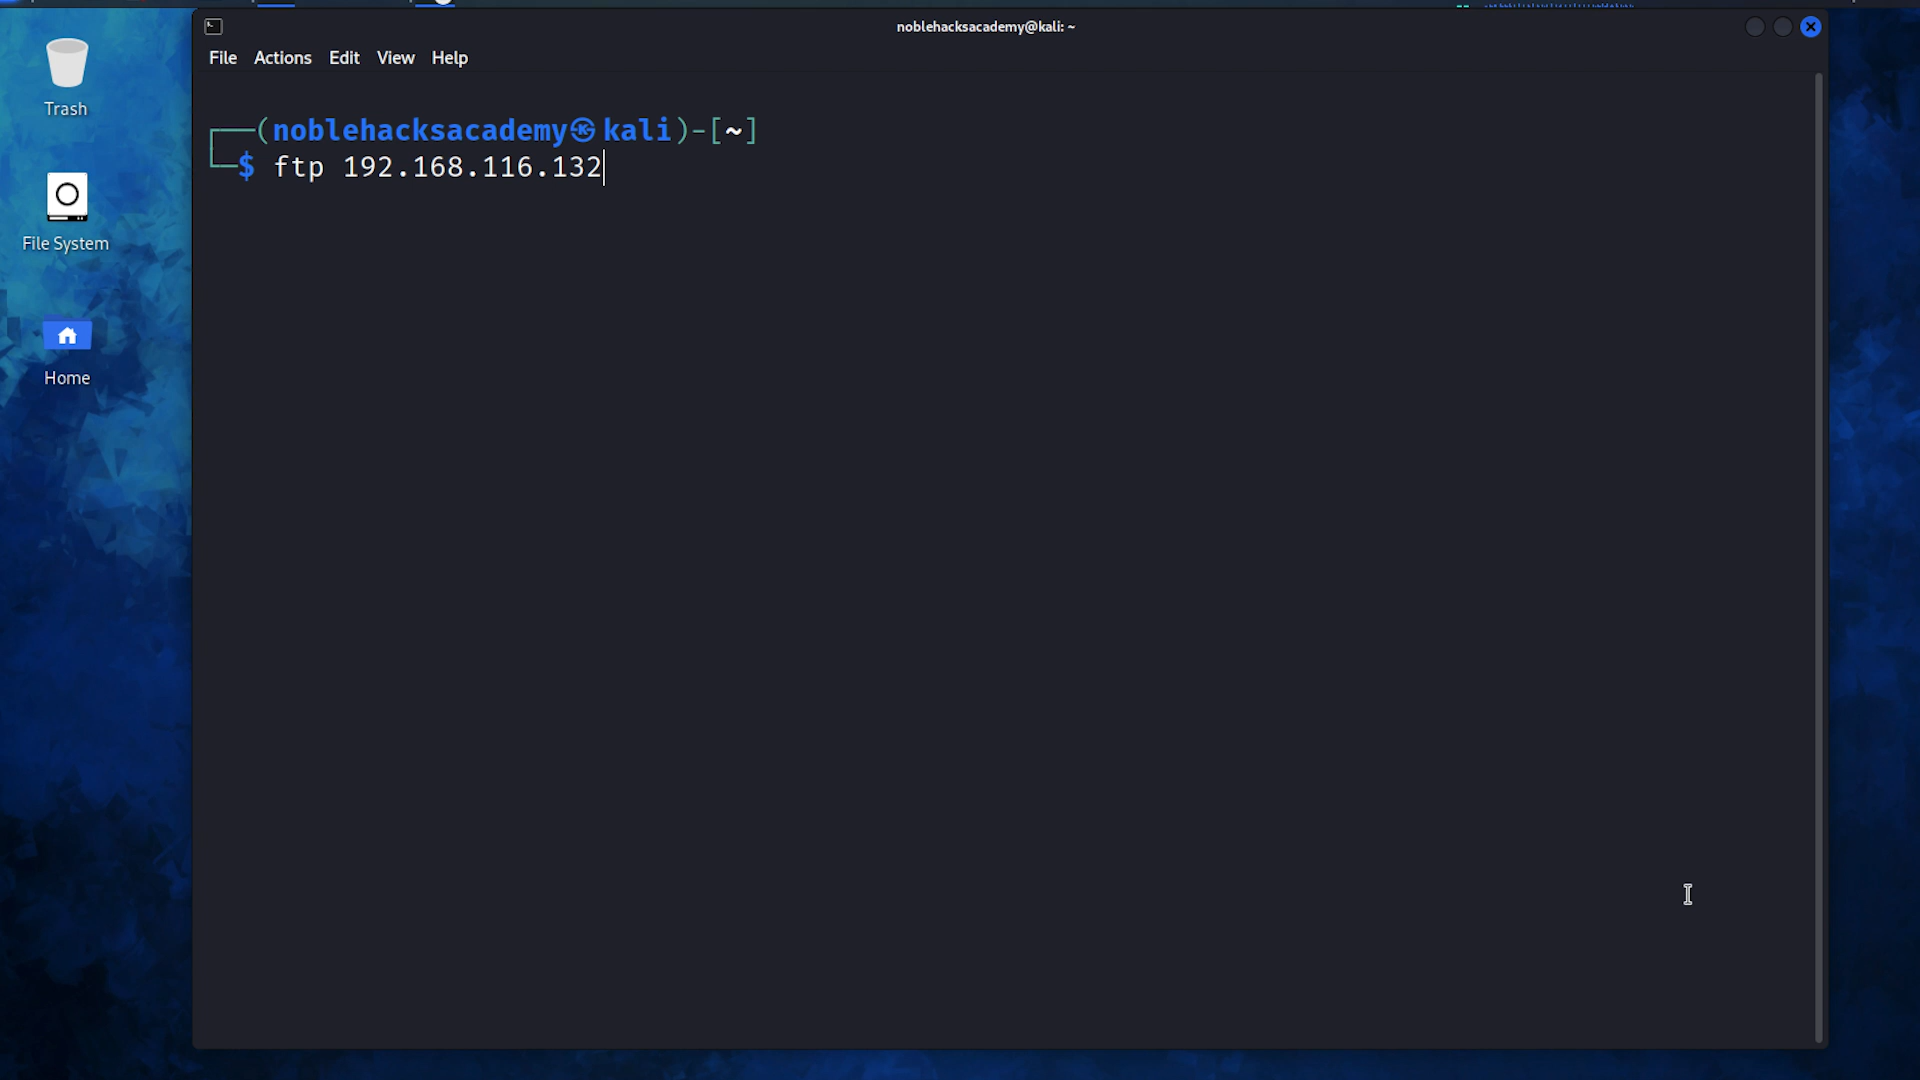 noblehacksacademy@kali: ~
File Actions Edit View Help
Trash
File System
Home
┌──(noblehacksacademy㉿kali)-[~]
└─$ ftp 192.168.116.132